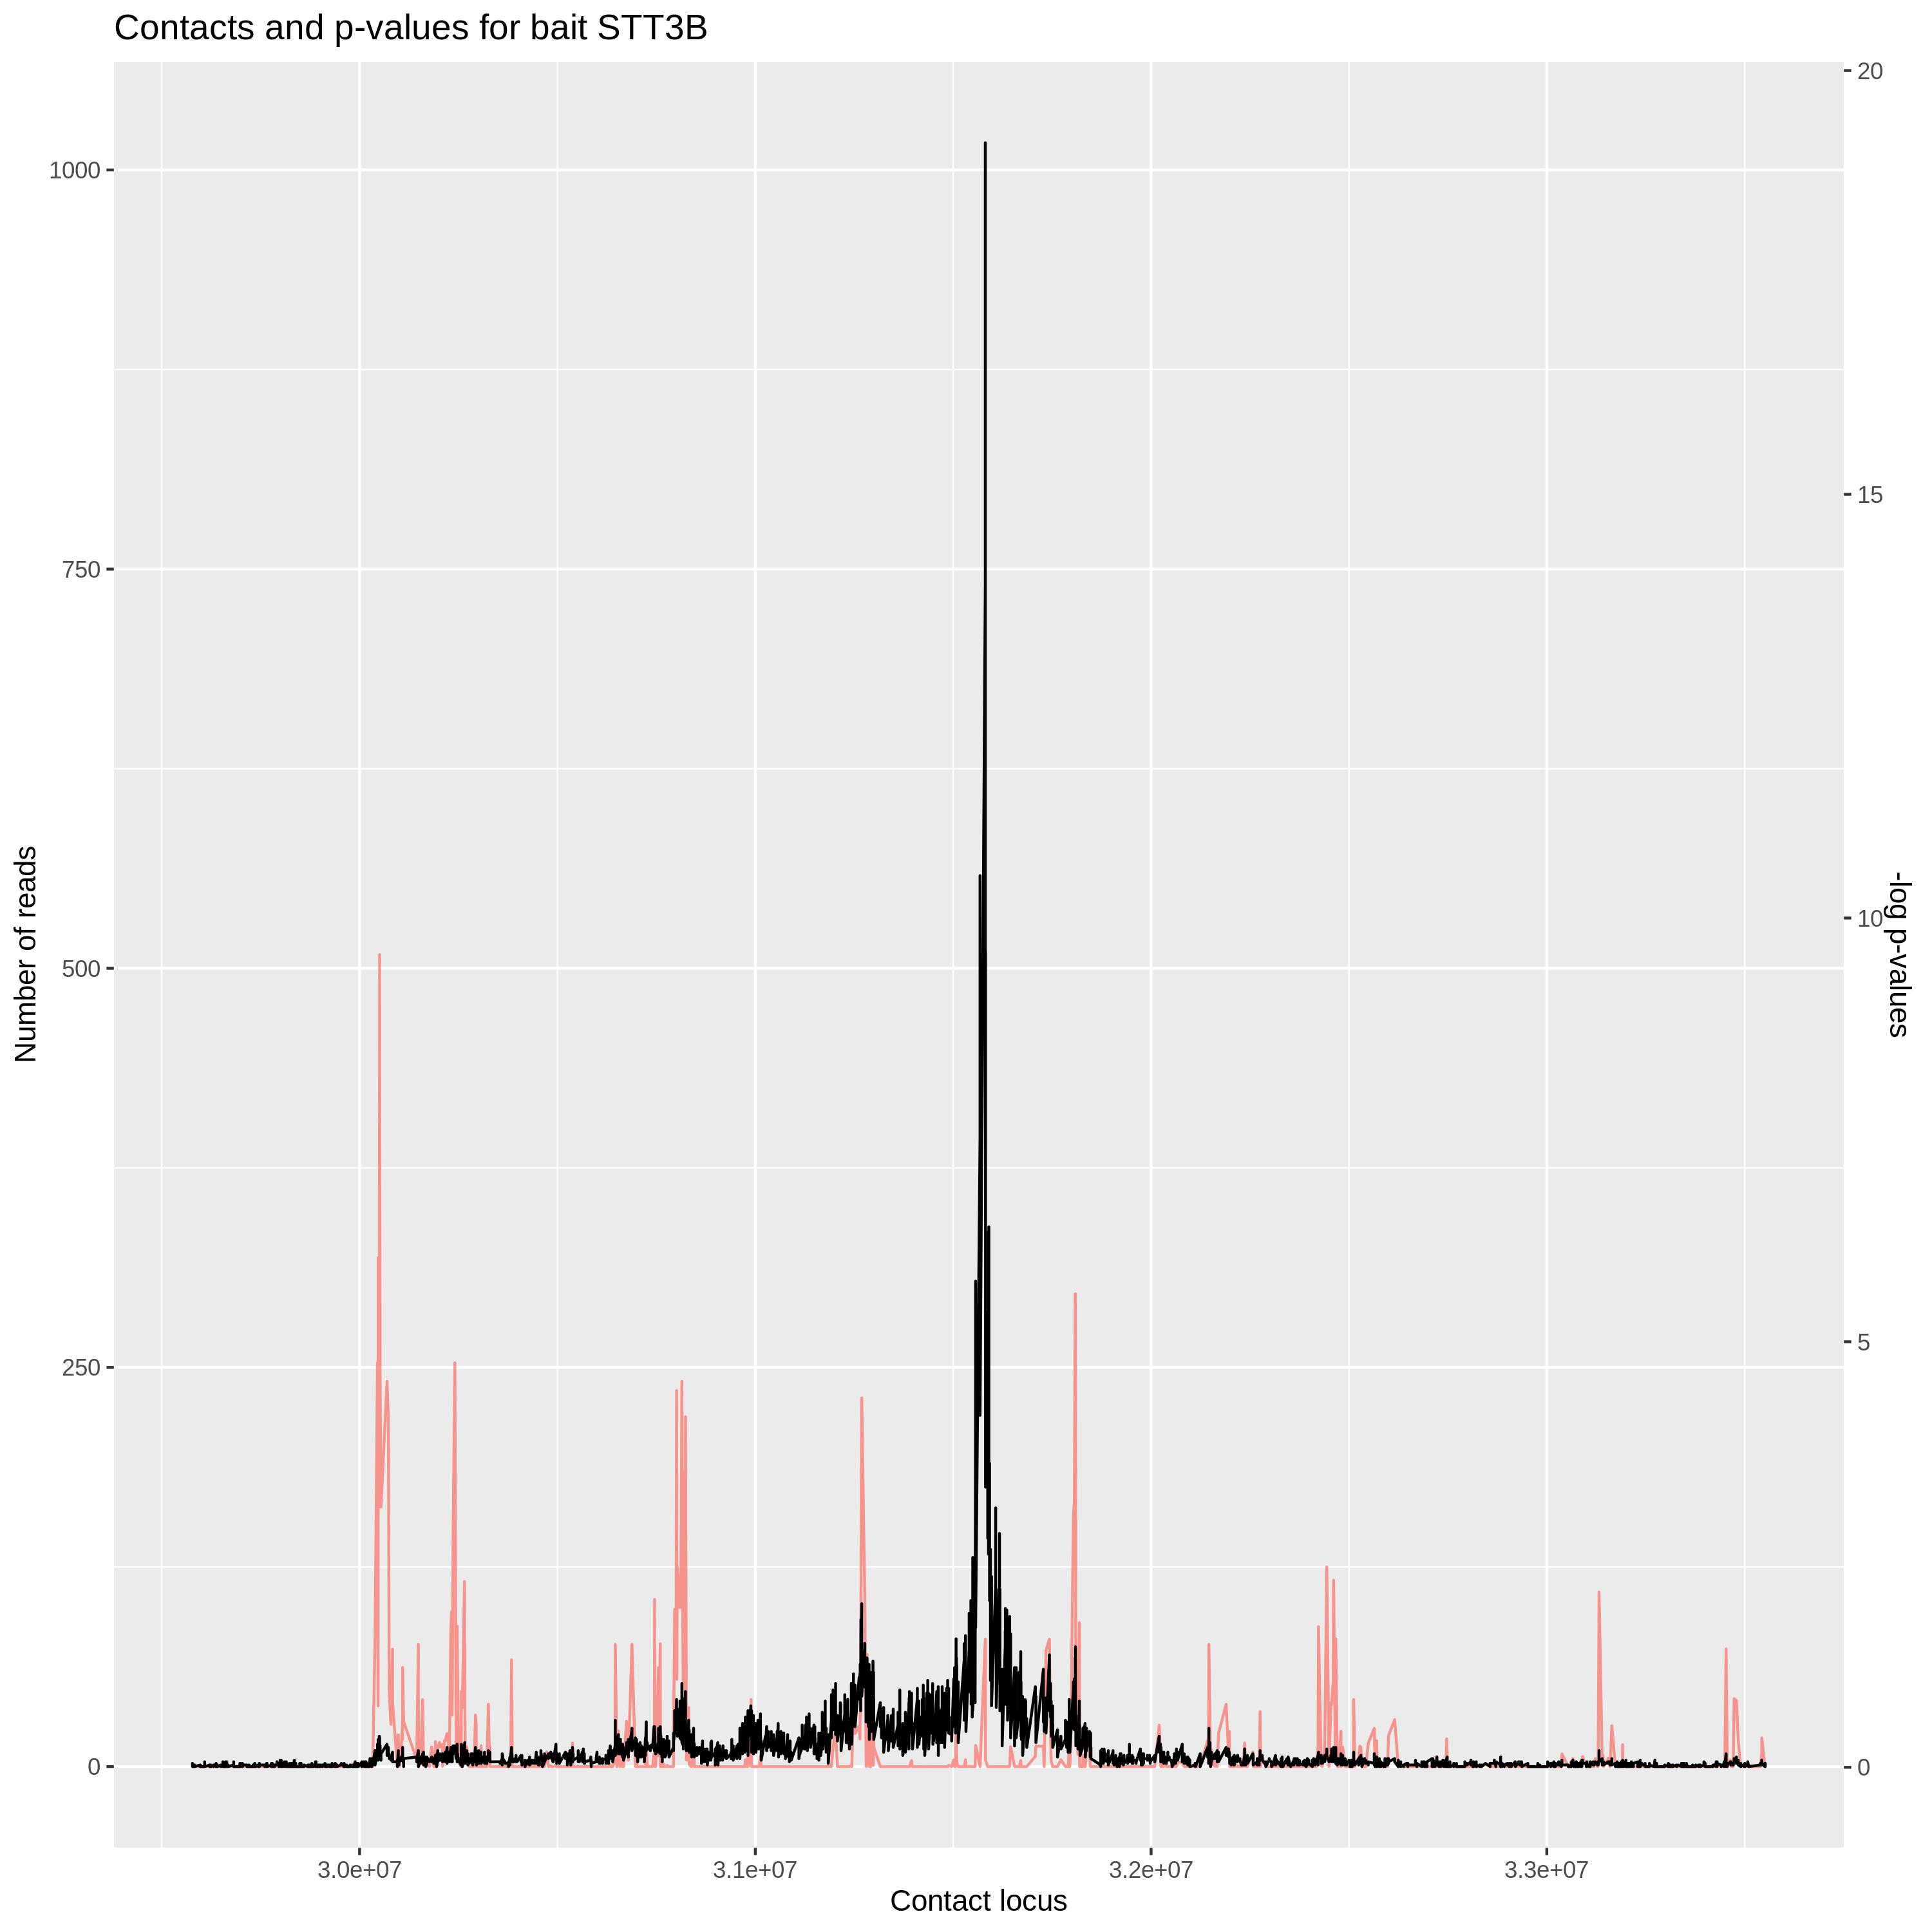 Contacts and p-values for bait STT3B
1000
750
500
250
0
Number of reads
20
15
10
5
0
-log p-values
3.0e+07 3.1e+07 3.2e+07 3.3e+07
Contact locus